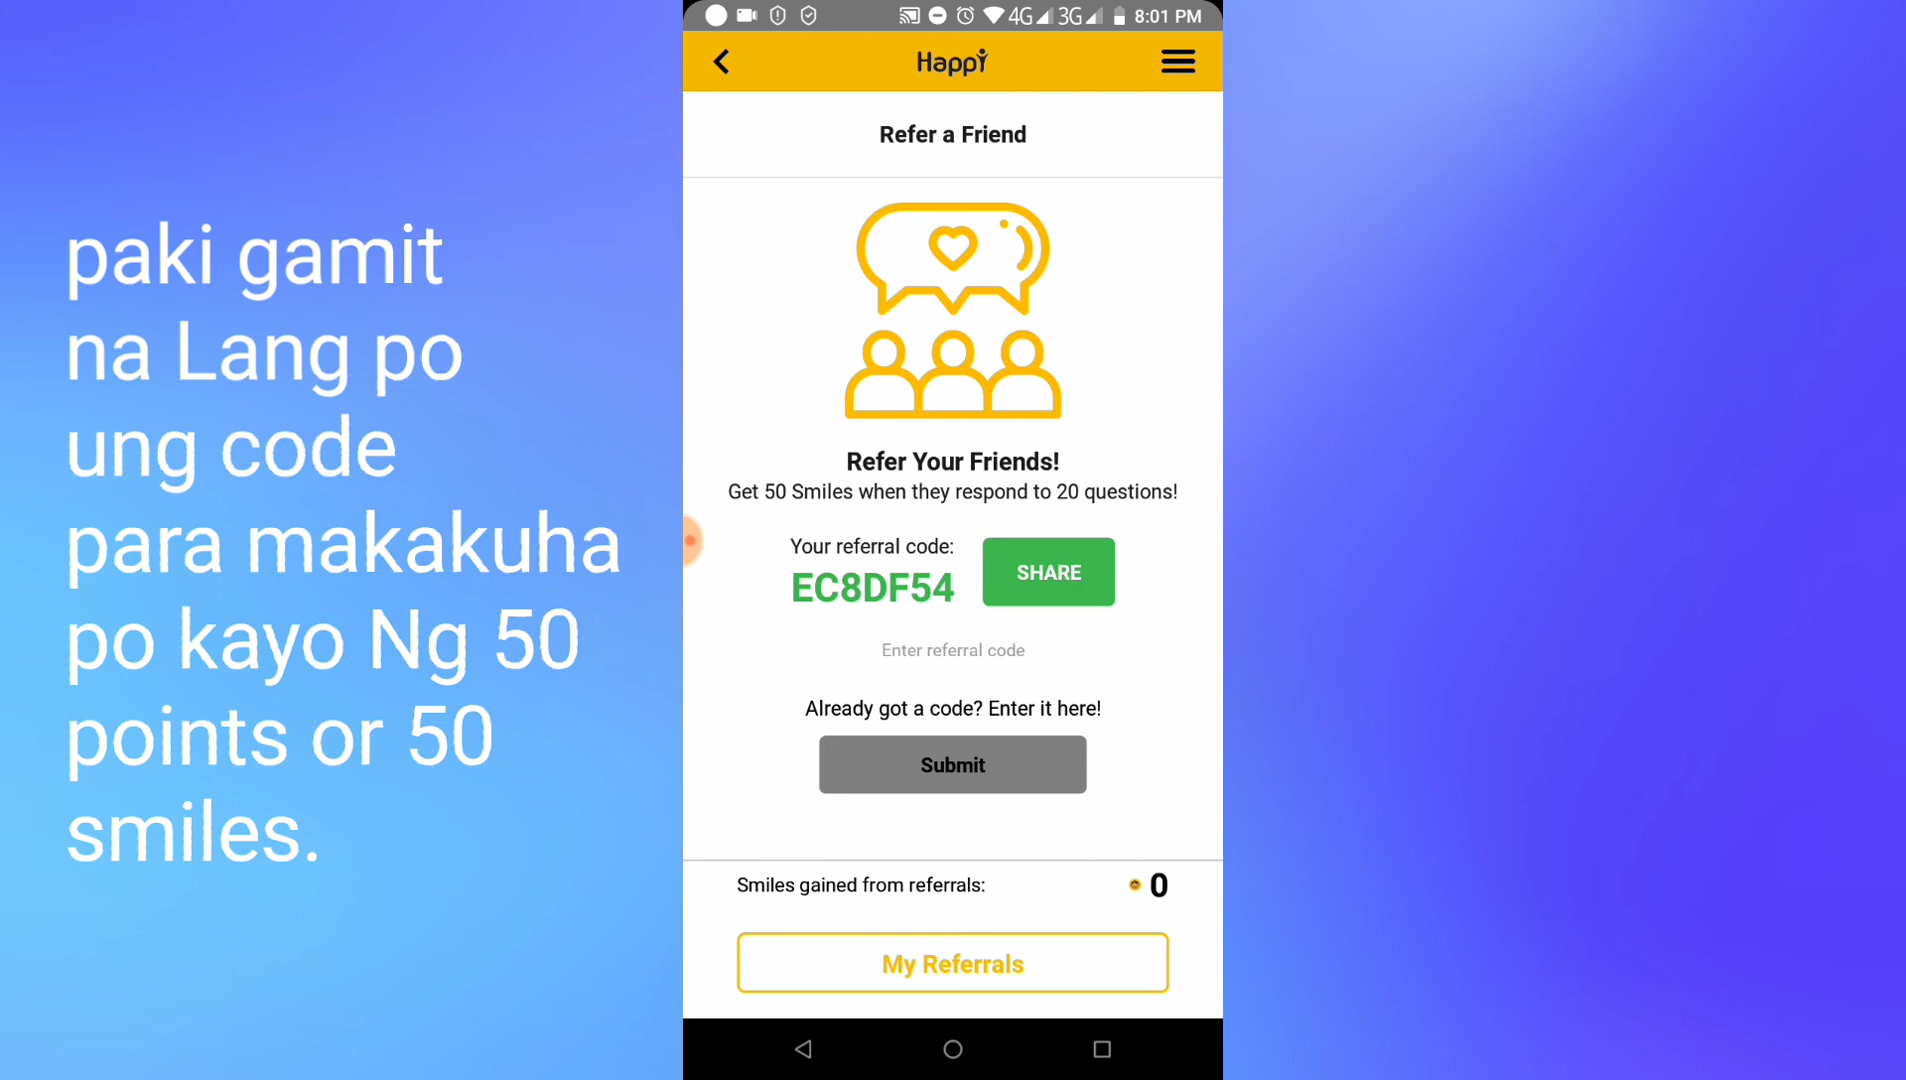 paki gamit
na Lang po
ung code
para makakuha
po kayo Ng 50
points or 50
smiles.
4G 3G 8:01 PM
Happy
Refer a Friend
Refer Your Friends!
Get 50 Smiles when they respond to 20 questions!
Your referral code:
EC8DF54
SHARE
Enter referral code
Already got a code? Enter it here!
Submit
Smiles gained from referrals: 0
My Referrals